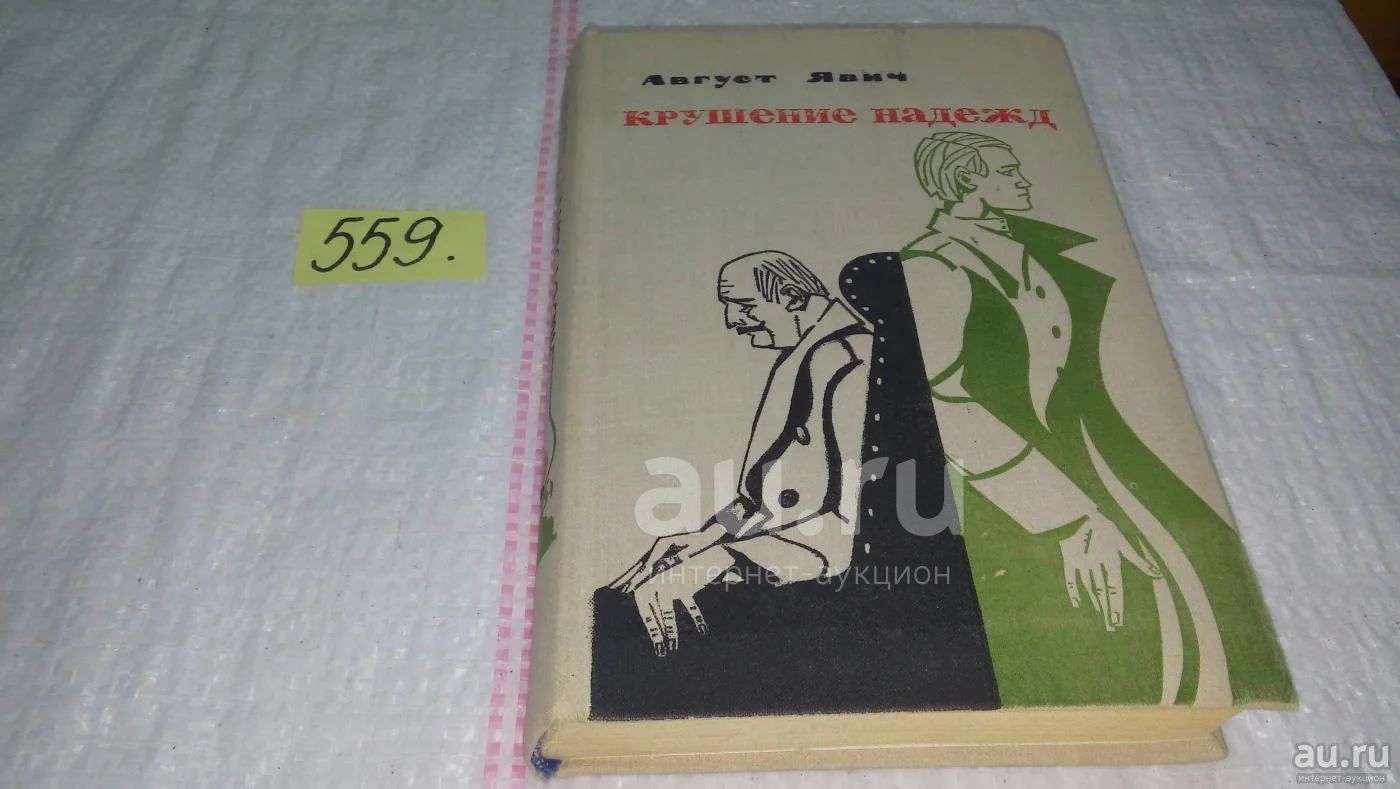 Август Явич
КРУШЕНИЕ НАДЕЖД
559.
au.ru
интернет-аукцион
au.ru
интернет-аукцион